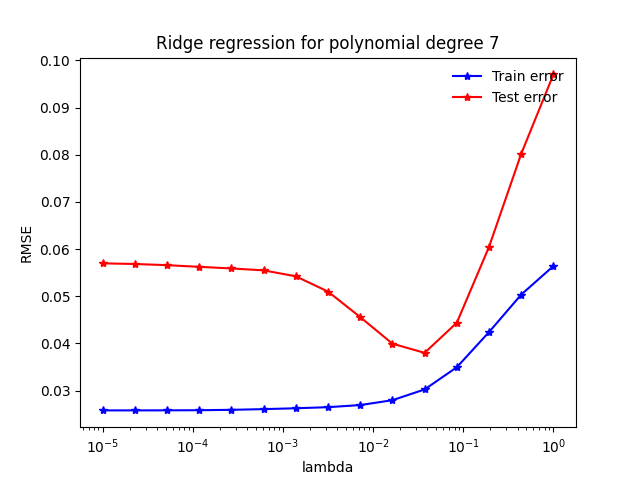 Ridge regression for polynomial degree 7
Train error
Test error
0.10
0.09
0.08
0.07
0.06
0.05
0.04
0.03
RMSE
10⁻⁵
10⁻⁴
10⁻³
10⁻²
10⁻¹
10⁰
lambda